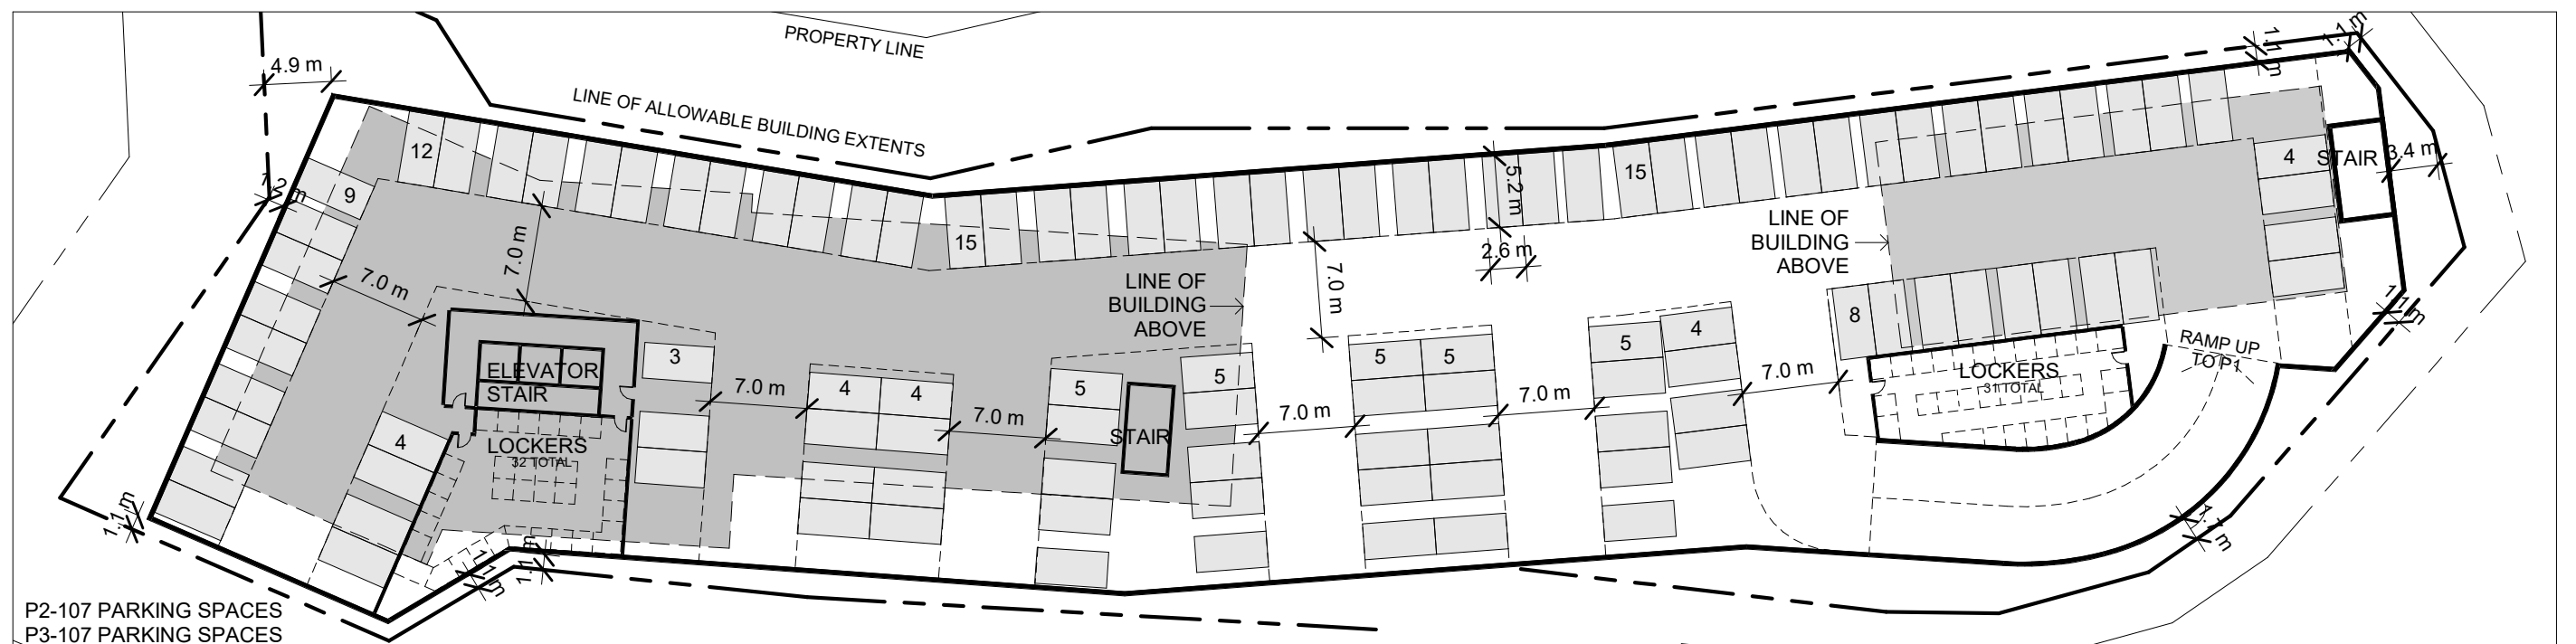 PROPERTY LINE
4.9 m
LINE OF ALLOWABLE BUILDING EXTENTS
1.1 m
1.1 m
12
9
1.2 m
7.0 m
7.0 m
15
5.2 m
2.6 m
7.0 m
15
4
STAIR
3.4 m
LINE OF
BUILDING
ABOVE
LINE OF
BUILDING
ABOVE
8
1.1 m
RAMP UP
TO P1
ELEVATOR
STAIR
3
7.0 m
4
4
7.0 m
5
STAIR
5
7.0 m
5
5
7.0 m
5
4
7.0 m
LOCKERS
31 TOTAL
4
LOCKERS
32 TOTAL
1.1 m
1.1 m
1.1 m
1.1 m
P2-107 PARKING SPACES
P3-107 PARKING SPACES